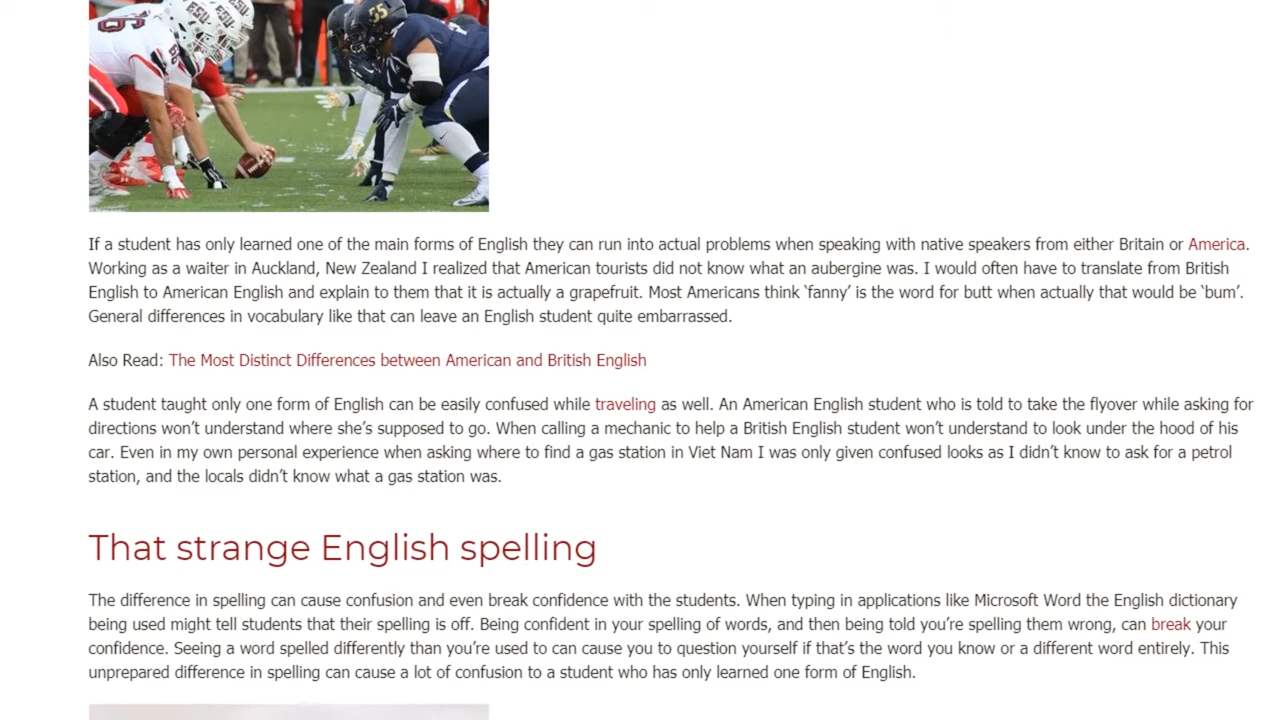 ESU
ESU
ESU
66
55
If a student has only learned one of the main forms of English they can run into actual problems when speaking with native speakers from either Britain or America.
Working as a waiter in Auckland, New Zealand I realized that American tourists did not know what an aubergine was. I would often have to translate from British
English to American English and explain to them that it is actually a grapefruit. Most Americans think ‘fanny’ is the word for butt when actually that would be ‘bum’.
General differences in vocabulary like that can leave an English student quite embarrassed.
Also Read: The Most Distinct Differences between American and British English
A student taught only one form of English can be easily confused while traveling as well. An American English student who is told to take the flyover while asking for
directions won’t understand where she’s supposed to go. When calling a mechanic to help a British English student won’t understand to look under the hood of his
car. Even in my own personal experience when asking where to find a gas station in Viet Nam I was only given confused looks as I didn’t know to ask for a petrol
station, and the locals didn’t know what a gas station was.
That strange English spelling
The difference in spelling can cause confusion and even break confidence with the students. When typing in applications like Microsoft Word the English dictionary
being used might tell students that their spelling is off. Being confident in your spelling of words, and then being told you’re spelling them wrong, can break your
confidence. Seeing a word spelled differently than you’re used to can cause you to question yourself if that’s the word you know or a different word entirely. This
unprepared difference in spelling can cause a lot of confusion to a student who has only learned one form of English.